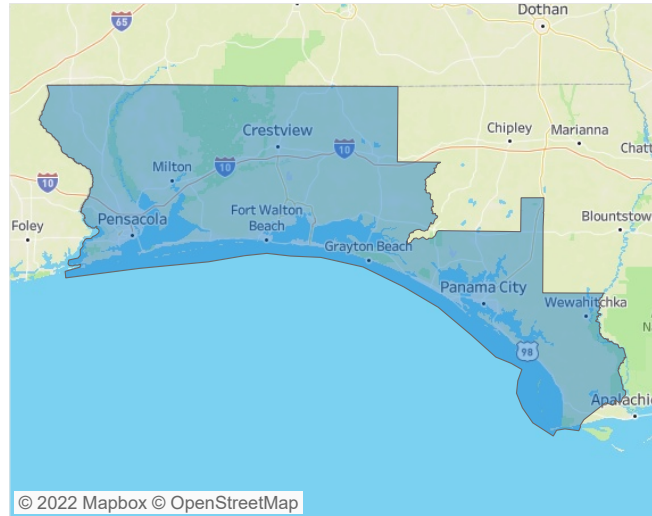 Dothan
65
Crestview
Chipley
Marianna
10
10
Chatt
Milton
10
Pensacola
Fort Walton
Beach
Foley
Blountstow
Grayton Beach
Panama City
Wewahitchka
98
N
Apalachic
© 2022 Mapbox © OpenStreetMap